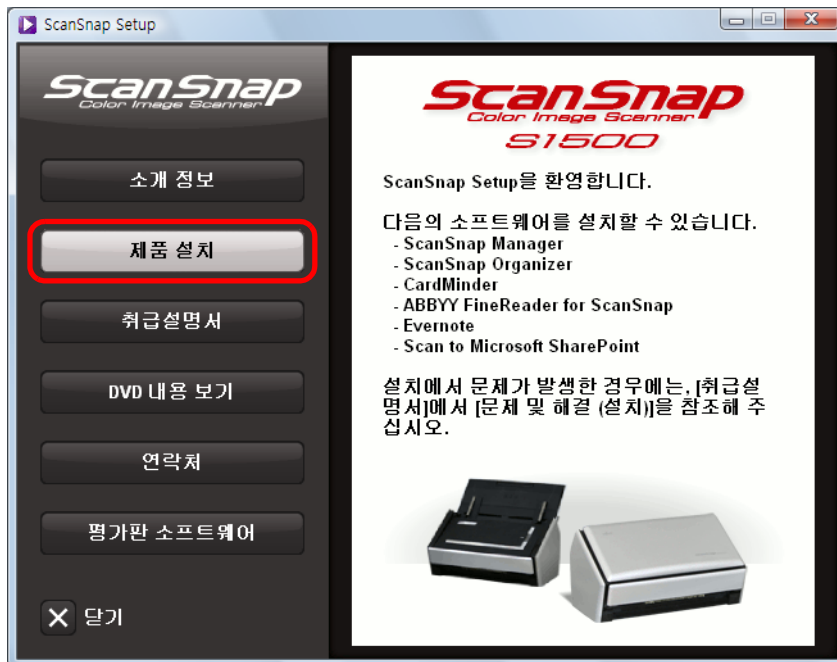 ScanSnap Setup
ScanSnap
Color Image Scanner
소개 정보
제품 설치
취급설명서
DVD 내용 보기
연락처
평가판 소프트웨어
닫기
ScanSnap
Color Image Scanner
S1500
ScanSnap Setup을 환영합니다.
다음의 소프트웨어를 설치할 수 있습니다.
- ScanSnap Manager
- ScanSnap Organizer
- CardMinder
- ABBYY FineReader for ScanSnap
- Evernote
- Scan to Microsoft SharePoint
설치에서 문제가 발생한 경우에는, [취급설
명서]에서 [문제 및 해결 (설치)]을 참조해 주
십시오.